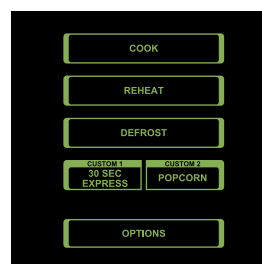 COOK
REHEAT
DEFROST
CUSTOM 1 CUSTOM 2
30 SEC
EXPRESS
POPCORN
OPTIONS